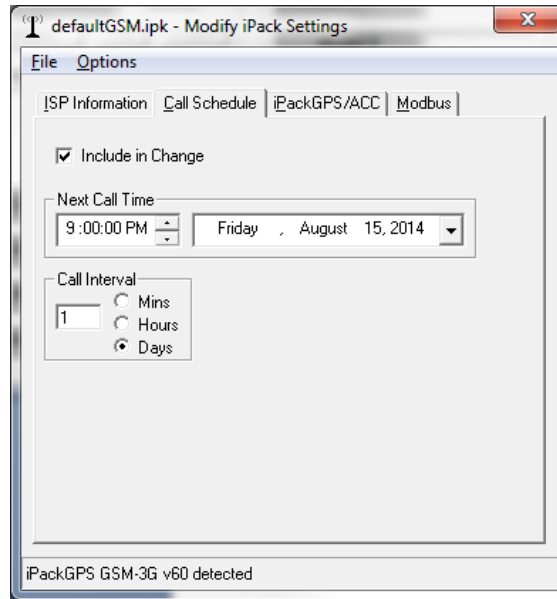 defaultGSM.ipk - Modify iPack Settings
File Options
ISP Information Call Schedule iPackGPS/ACC Modbus
Include in Change
Next Call Time
9:00:00 PM Friday , August 15, 2014
Call Interval
1
Mins
Hours
Days
iPackGPS GSM-3G v60 detected